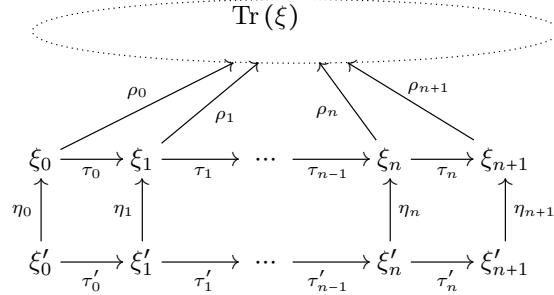 Tr (ξ)
ρ₀ ρ₁ ρₙ ρₙ₊₁
ξ₀ ξ₁ ... ξₙ ξₙ₊₁
τ₀ τ₁ τₙ₋₁ τₙ
η₀ η₁ ηₙ ηₙ₊₁
ξ′₀ ξ′₁ ... ξ′ₙ ξ′ₙ₊₁
τ′₀ τ′₁ τ′ₙ₋₁ τ′ₙ